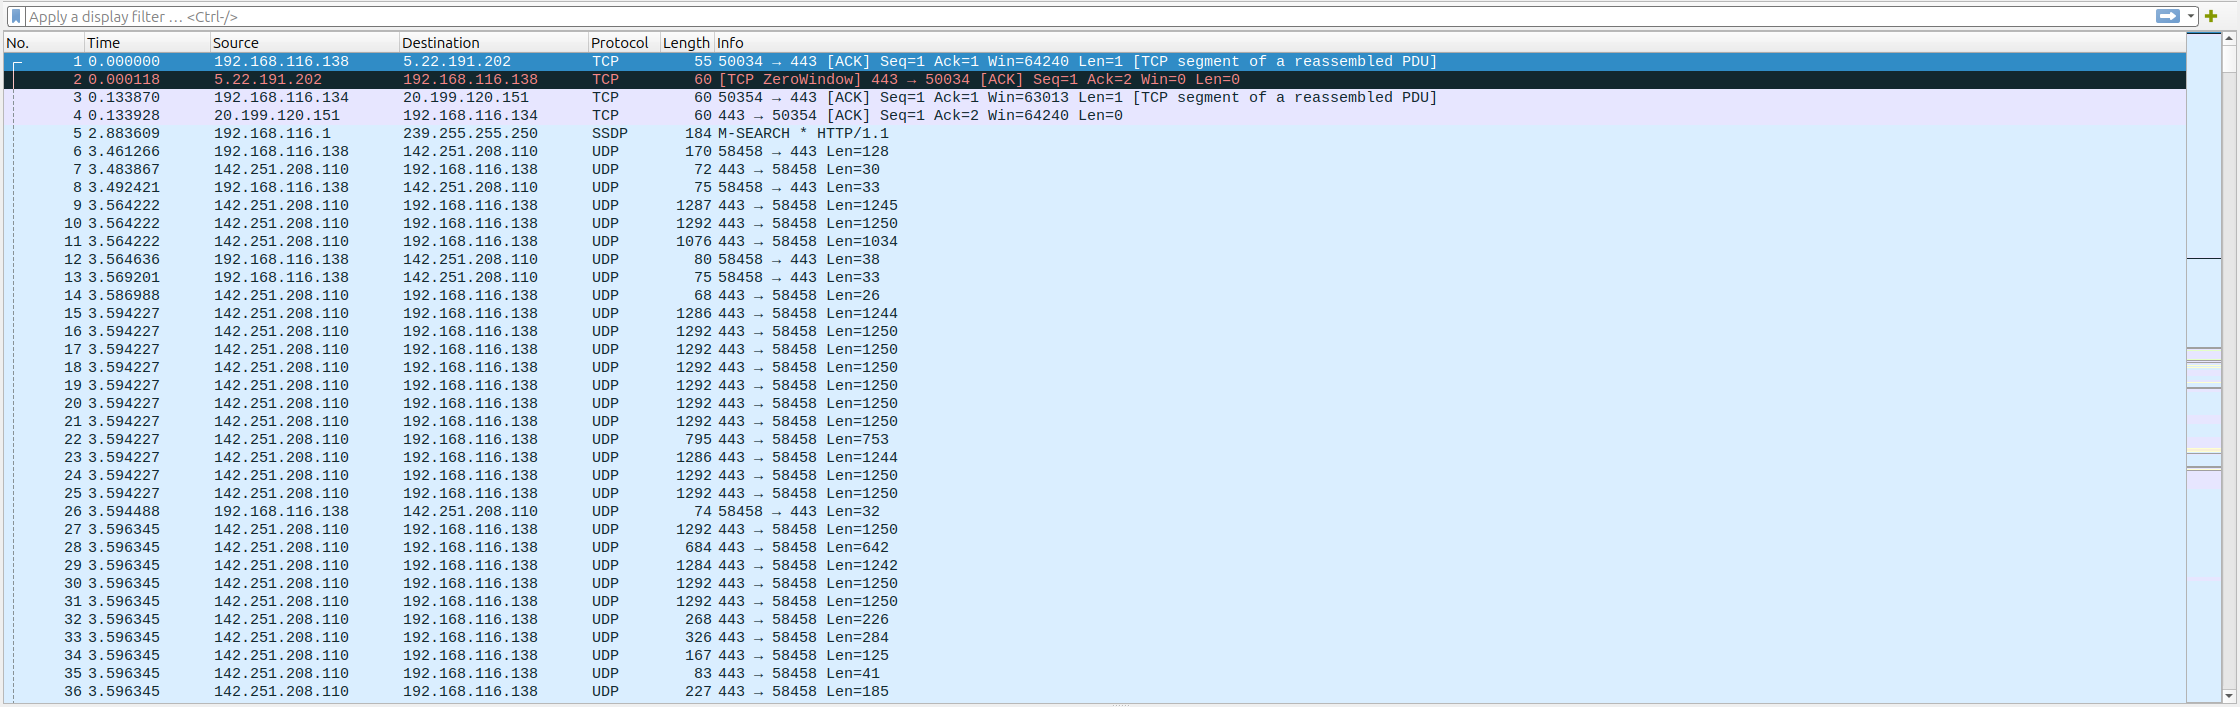 Apply a display filter … <Ctrl-/>
No. Time Source Destination Protocol Length Info
1 0.000000 192.168.116.138 5.22.191.202 TCP 55 50034 → 443 [ACK] Seq=1 Ack=1 Win=64240 Len=1 [TCP segment of a reassembled PDU]
2 0.000118 5.22.191.202 192.168.116.138 TCP 60 [TCP ZeroWindow] 443 → 50034 [ACK] Seq=1 Ack=2 Win=0 Len=0
3 0.133870 192.168.116.134 20.199.120.151 TCP 60 50354 → 443 [ACK] Seq=1 Ack=1 Win=63013 Len=1 [TCP segment of a reassembled PDU]
4 0.133928 20.199.120.151 192.168.116.134 TCP 60 443 → 50354 [ACK] Seq=1 Ack=2 Win=64240 Len=0
5 2.883609 192.168.116.1 239.255.255.250 SSDP 184 M-SEARCH * HTTP/1.1
6 3.461266 192.168.116.138 142.251.208.110 UDP 170 58458 → 443 Len=128
7 3.483867 142.251.208.110 192.168.116.138 UDP 72 443 → 58458 Len=30
8 3.492421 192.168.116.138 142.251.208.110 UDP 75 58458 → 443 Len=33
9 3.564222 142.251.208.110 192.168.116.138 UDP 1287 443 → 58458 Len=1245
10 3.564222 142.251.208.110 192.168.116.138 UDP 1292 443 → 58458 Len=1250
11 3.564222 142.251.208.110 192.168.116.138 UDP 1076 443 → 58458 Len=1034
12 3.564636 192.168.116.138 142.251.208.110 UDP 80 58458 → 443 Len=38
13 3.569201 192.168.116.138 142.251.208.110 UDP 75 58458 → 443 Len=33
14 3.586988 142.251.208.110 192.168.116.138 UDP 68 443 → 58458 Len=26
15 3.594227 142.251.208.110 192.168.116.138 UDP 1286 443 → 58458 Len=1244
16 3.594227 142.251.208.110 192.168.116.138 UDP 1292 443 → 58458 Len=1250
17 3.594227 142.251.208.110 192.168.116.138 UDP 1292 443 → 58458 Len=1250
18 3.594227 142.251.208.110 192.168.116.138 UDP 1292 443 → 58458 Len=1250
19 3.594227 142.251.208.110 192.168.116.138 UDP 1292 443 → 58458 Len=1250
20 3.594227 142.251.208.110 192.168.116.138 UDP 1292 443 → 58458 Len=1250
21 3.594227 142.251.208.110 192.168.116.138 UDP 1292 443 → 58458 Len=1250
22 3.594227 142.251.208.110 192.168.116.138 UDP 795 443 → 58458 Len=753
23 3.594227 142.251.208.110 192.168.116.138 UDP 1286 443 → 58458 Len=1244
24 3.594227 142.251.208.110 192.168.116.138 UDP 1292 443 → 58458 Len=1250
25 3.594227 142.251.208.110 192.168.116.138 UDP 1292 443 → 58458 Len=1250
26 3.594488 192.168.116.138 142.251.208.110 UDP 74 58458 → 443 Len=32
27 3.596345 142.251.208.110 192.168.116.138 UDP 1292 443 → 58458 Len=1250
28 3.596345 142.251.208.110 192.168.116.138 UDP 684 443 → 58458 Len=642
29 3.596345 142.251.208.110 192.168.116.138 UDP 1284 443 → 58458 Len=1242
30 3.596345 142.251.208.110 192.168.116.138 UDP 1292 443 → 58458 Len=1250
31 3.596345 142.251.208.110 192.168.116.138 UDP 1292 443 → 58458 Len=1250
32 3.596345 142.251.208.110 192.168.116.138 UDP 268 443 → 58458 Len=226
33 3.596345 142.251.208.110 192.168.116.138 UDP 326 443 → 58458 Len=284
34 3.596345 142.251.208.110 192.168.116.138 UDP 167 443 → 58458 Len=125
35 3.596345 142.251.208.110 192.168.116.138 UDP 83 443 → 58458 Len=41
36 3.596345 142.251.208.110 192.168.116.138 UDP 227 443 → 58458 Len=185